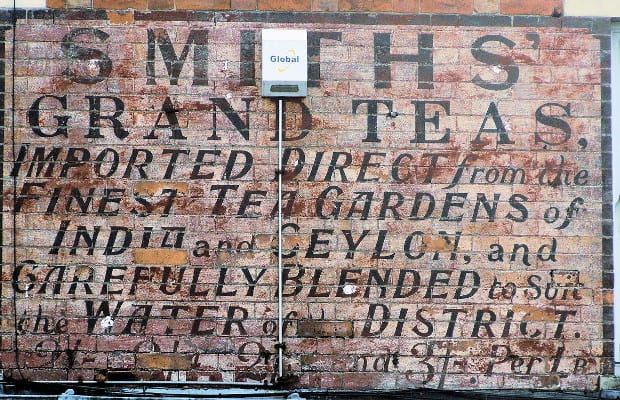 SMITHS'
Global
GRAND TEAS,
IMPORTED DIRECT from the
FINEST TEA GARDENS of
INDIA and CEYLON, and
CAREFULLY BLENDED to Suit
the WATER of DISTRICT.
and 3/- Per Lb